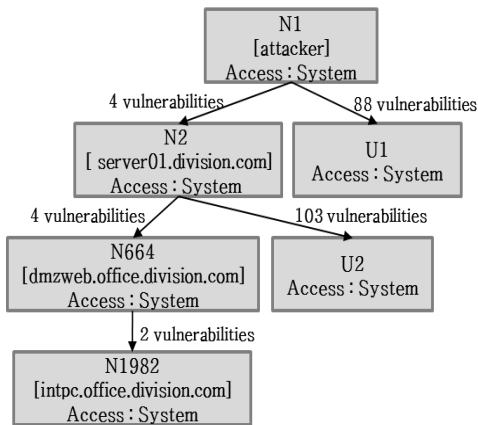 N1
[attacker]
Access : System
4 vulnerabilities
88 vulnerabilities
N2
[ server01.division.com]
Access : System
U1
Access : System
4 vulnerabilities
103 vulnerabilities
N664
[dmzweb.office.division.com]
Access : System
U2
Access : System
2 vulnerabilities
N1982
[intpc.office.division.com]
Access : System